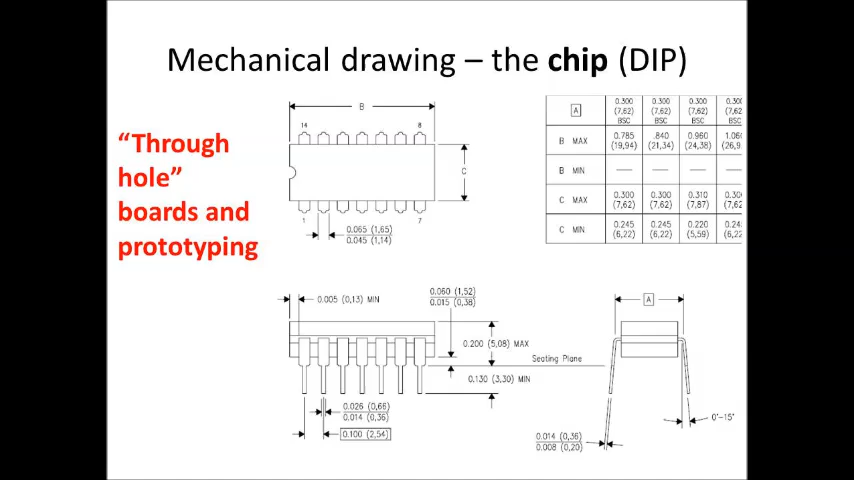 Mechanical drawing – the chip (DIP)
“Through
hole”
boards and
prototyping
B
14 8
C
1 7
0.065 (1,65)
0.045 (1,14)
A 0.300 0.300 0.300 0.300
(7,62) (7,62) (7,62) (7,62
BSC BSC BSC BSC
B MAX 0.785 .840 0.960 1.060
(19,94) (21,34) (24,38) (26,9
B MIN — — — —
C MAX 0.300 0.300 0.310 0.300
(7,62) (7,62) (7,87) (7,62
C MIN 0.245 0.245 0.220 0.245
(6,22) (6,22) (5,59) (6,22
0.005 (0,13) MIN
0.060 (1,52)
0.015 (0,38)
0.200 (5,08) MAX
Seating Plane
0.130 (3,30) MIN
0.026 (0,66)
0.014 (0,36)
0.100 (2,54)
A
0°–15°
0.014 (0,36)
0.008 (0,20)